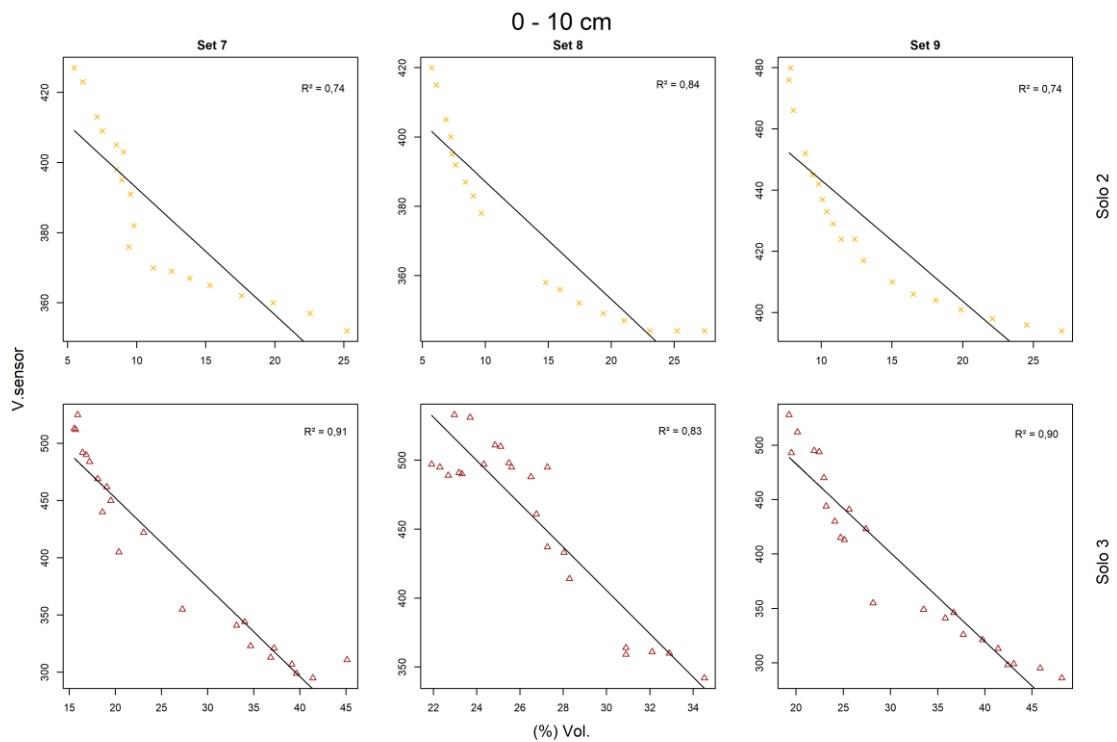 0 - 10 cm
Set 7
Set 8
Set 9
R² = 0,74
R² = 0,84
R² = 0,74
420
400
380
360
5 10 15 20 25
420
400
380
360
5 10 15 20 25
480
460
440
420
400
10 15 20 25
Solo 2
V.sensor
R² = 0,91
R² = 0,83
R² = 0,90
500
450
400
350
300
15 20 25 30 35 40 45
500
450
400
350
22 24 26 28 30 32 34
500
450
400
350
300
20 25 30 35 40 45
Solo 3
(%) Vol.